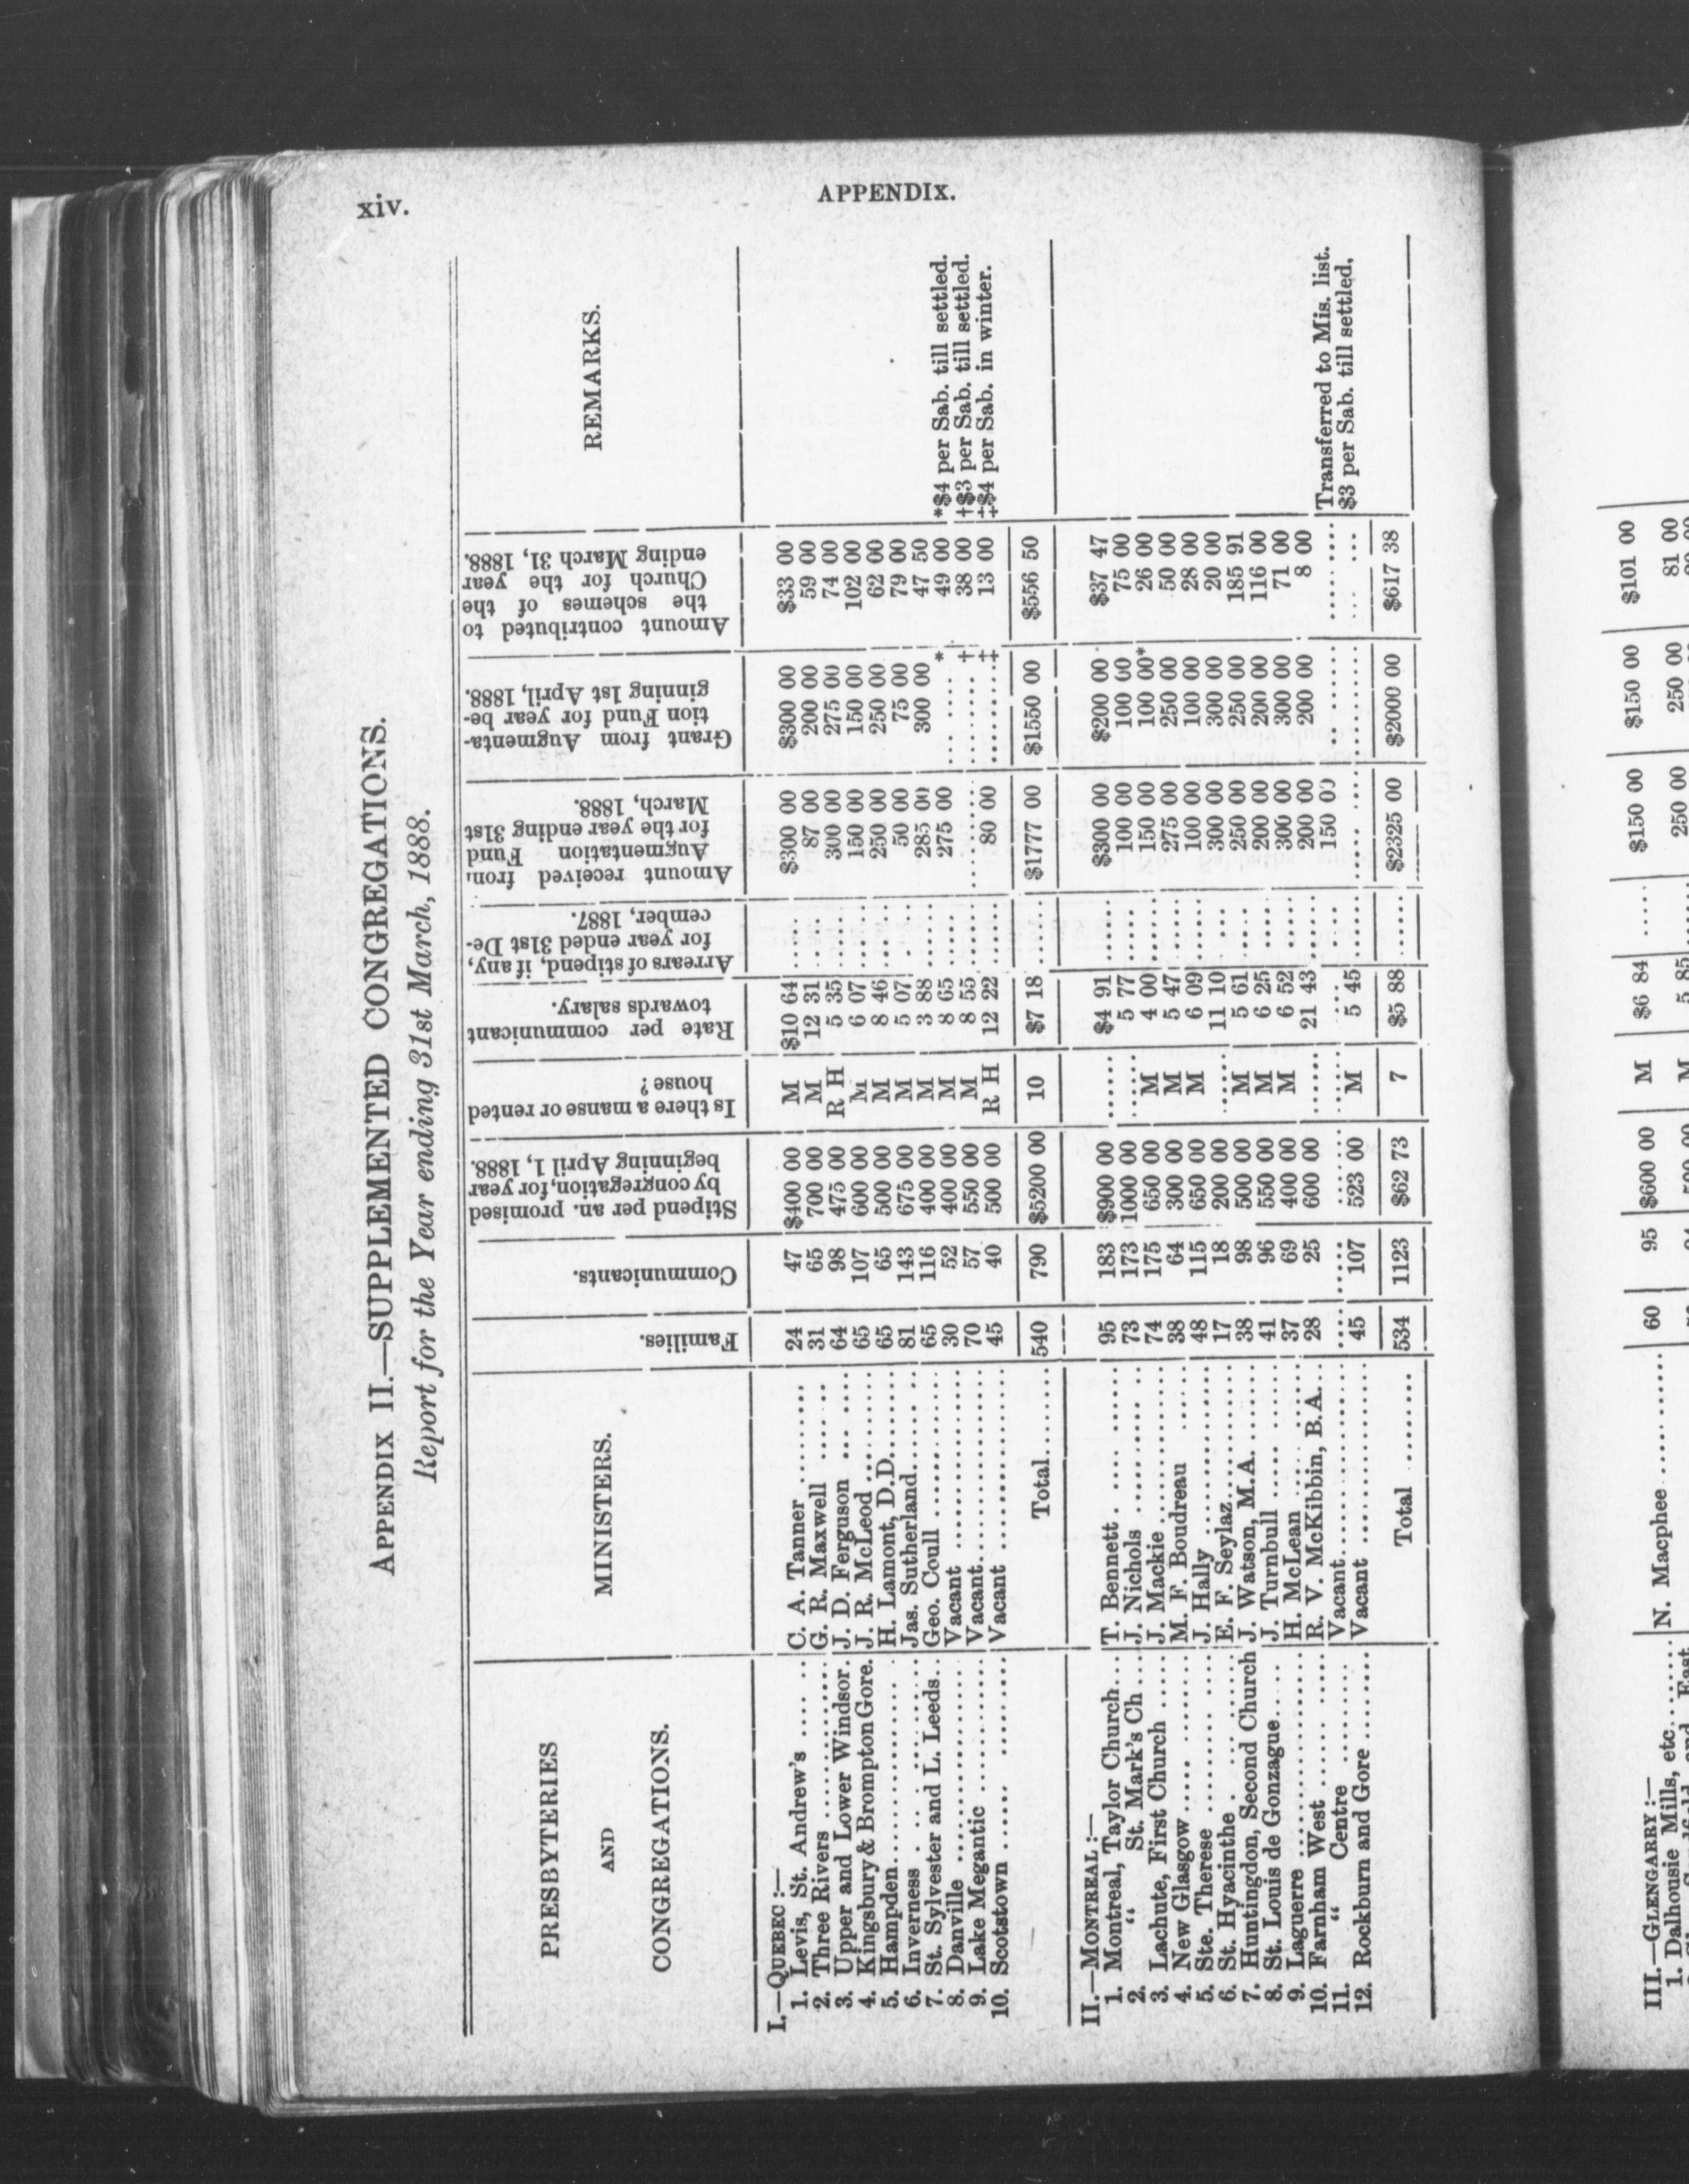 xiv.
APPENDIX.
APPENDIX II.—SUPPLEMENTED CONGREGATIONS.
Report for the Year ending 31st March, 1888.
PRESBYTERIES AND CONGREGATIONS. | MINISTERS. | Families. | Communicants. | Stipend per an. promised by congregation, for year beginning April 1, 1888. | Is there a manse or rented house? | Rate per communicant towards salary. | Arrears of stipend, if any, for year ended 31st December, 1887. | Amount received from Augmentation Fund for the year ending 31st March, 1888. | Grant from Augmentation Fund for year beginning 1st April, 1888. | Amount contributed to the schemes of the Church for the year ending March 31, 1888. | REMARKS.
I.—QUEBEC:—
1. Levis, St. Andrew's ...... | C. A. Tanner ........ | 24 | 47 | $400 00 | M | $10 64 | ..... | $300 00 | $300 00 | $33 00
2. Three Rivers ............ | G. R. Maxwell ...... | 31 | 65 | 700 00 | M | 12 31 | .... | 87 00 | 200 00 | 59 00
3. Upper and Lower Windsor. | J. D. Ferguson ....... | 64 | 98 | 475 00 | R H | 5 35 | ...... | 300 00 | 275 00 | 74 00
4. Kingsbury & Brompton Gore. | J. R. McLeod ......... | 65 | 107 | 600 00 | M | 6 07 | ...... | 150 00 | 150 00 | 102 00
5. Hampden............... | H. Lamont, D.D......... | 65 | 65 | 500 00 | M | 8 46 | ..... | 250 00 | 250 00 | 62 00
6. Inverness ............ | Jas. Sutherland........ | 81 | 143 | 675 00 | M | 5 07 | .... | 50 00 | 75 00 | 79 00
7. St. Sylvester and L. Leeds.. | Geo. Coull ............ | 65 | 116 | 400 00 | M | 3 88 | ...... | 285 00 | 300 00 | 47 50
8. Danville ............... | Vacant ............... | 30 | 52 | 400 00 | M | 8 65 | ...... | 275 00 | ........* | 49 00 | *$4 per Sab. till settled.
9. Lake Megantic ......... | Vacant............... | 70 | 57 | 550 00 | M | 8 55 | ...... | ........ | ........† | 38 00 | †$3 per Sab. till settled.
10. Scotstown ............ | Vacant ............... | 45 | 40 | 500 00 | R H | 12 22 | ...... | 80 00 | .........‡ | 13 00 | ‡$4 per Sab. in winter.
Total.......... | 540 | 790 | $5200 00 | 10 | $7 18 | ..... | $1777 00 | $1550 00 | $556 50
II.—MONTREAL:—
1. Montreal, Taylor Church... | T. Bennett ........... | 95 | 183 | $900 00 | ...... | $4 91 | ...... | $300 00 | $200 00 | $37 47
2. “ St. Mark's Ch ... | J. Nichols ........... | 73 | 173 | 1000 00 | ...... | 5 77 | ..... | 100 00 | 100 00 | 75 00
3. Lachute, First Church ..... | J. Mackie ............ | 74 | 175 | 650 00 | M | 4 00 | ...... | 150 00 | 100 00* | 26 00
4. New Glasgow ............ | M. F. Boudreau ...... | 38 | 64 | 300 00 | M | 5 47 | ...... | 275 00 | 250 00 | 50 00
5. Ste. Therese ............ | J. Hally ............... | 48 | 115 | 650 00 | M | 6 09 | ...... | 100 00 | 100 00 | 28 00
6. St. Hyacinthe .......... | E. F. Seylaz............ | 17 | 18 | 200 00 | ...... | 11 10 | .... | 300 00 | 300 00 | 20 00
7. Huntingdon, Second Church | J. Watson, M.A......... | 38 | 98 | 500 00 | M | 5 61 | .... | 250 00 | 250 00 | 185 91
8. St. Louis de Gonzague.... | J. Turnbull .......... | 41 | 96 | 550 00 | M | 6 25 | ..... | 200 00 | 200 00 | 116 00
9. Laguerre ............... | H. McLean .......... | 37 | 69 | 400 00 | M | 6 52 | ...... | 300 00 | 300 00 | 71 00
10. Farnham West ......... | R. V. McKibbin, B.A... | 28 | 25 | 600 00 | ...... | 21 43 | ...... | 200 00 | 200 00 | 8 00
11. “ Centre ........ | Vacant............... | .... | ..... | ...... | ...... | .... | .... | 150 00 | ........ | ....... | Transferred to Mis. list.
12. Rockburn and Gore ....... | Vacant .............. | 45 | 107 | 523 00 | M | 5 45 | ...... | ........ | ......... | ...... | $3 per Sab. till settled.
Total ........ | 534 | 1123 | $62 73 | 7 | $5 88 | ...... | $2325 00 | $2000 00 | $617 38
III.—GLENGARRY:—
1. Dalhousie Mills, etc...... | N. Macphee ........... | 60 | 95 | $600 00 | M | $6 84 | ..... | $150 00 | $150 00 | $101 00
M | 5 85 | 250 00 | 250 00 | 81 00